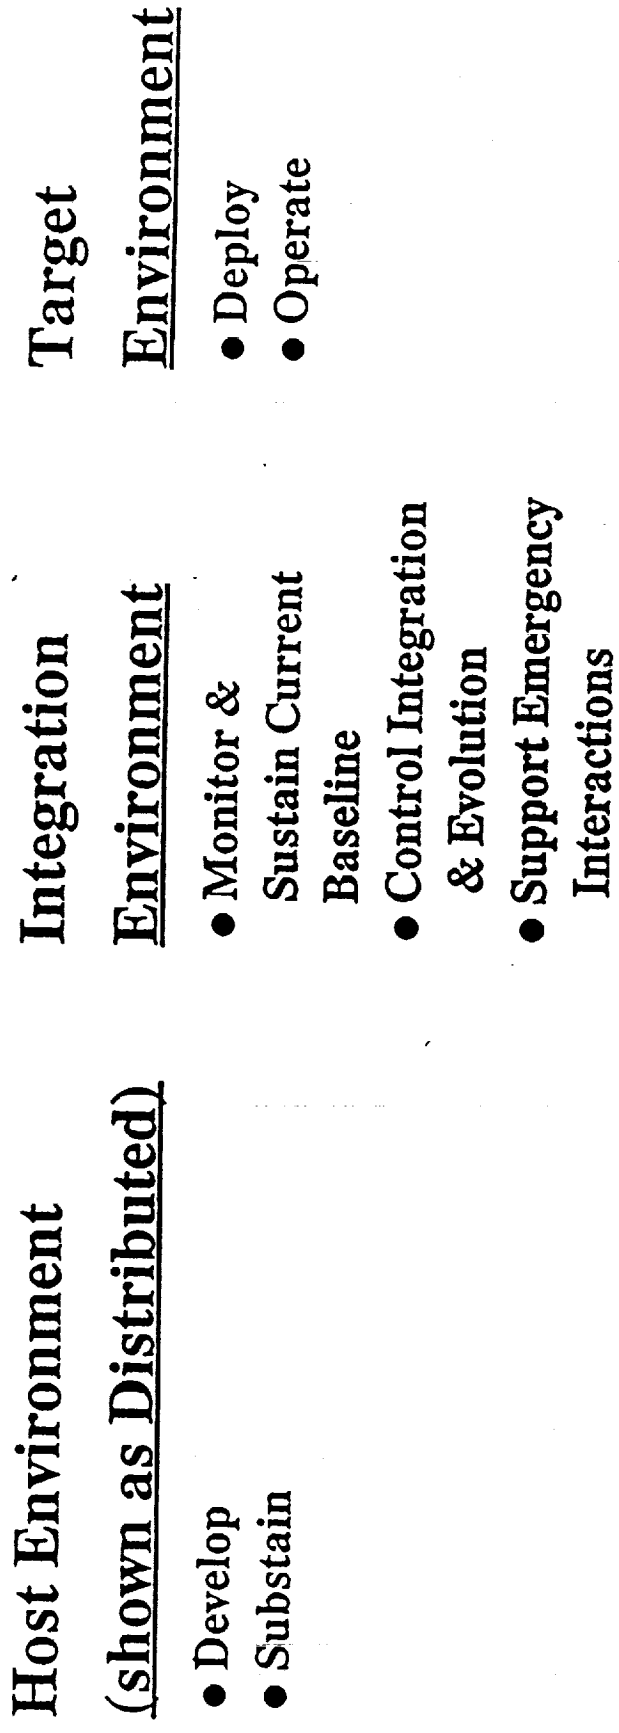 Host Environment
(shown as Distributed)
● Develop
● Substain
Integration
Environment
● Monitor &
Sustain Current
Baseline
● Control Integration
& Evolution
● Support Emergency
Interactions
Target
Environment
● Deploy
● Operate